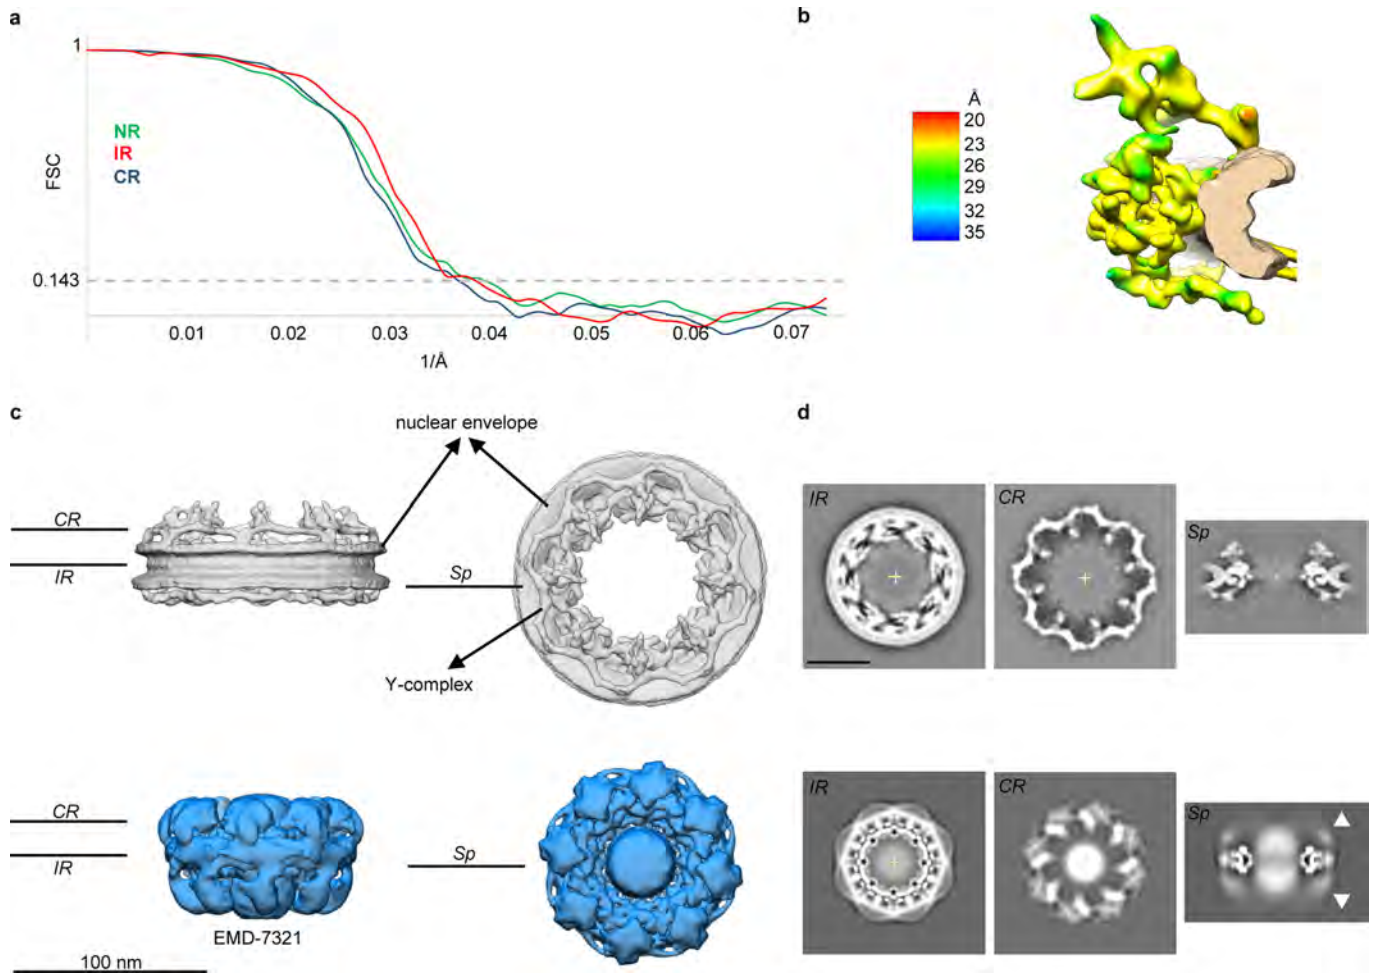 a
1
NR
IR
CR
FSC
0.143
0.01
0.02
0.03
0.04
0.05
0.06
0.07
1/Å
b
Å
20
23
26
29
32
35
c
nuclear envelope
CR
IR
Sp
Y-complex
CR
IR
Sp
EMD-7321
100 nm
d
IR
CR
Sp
IR
CR
Sp